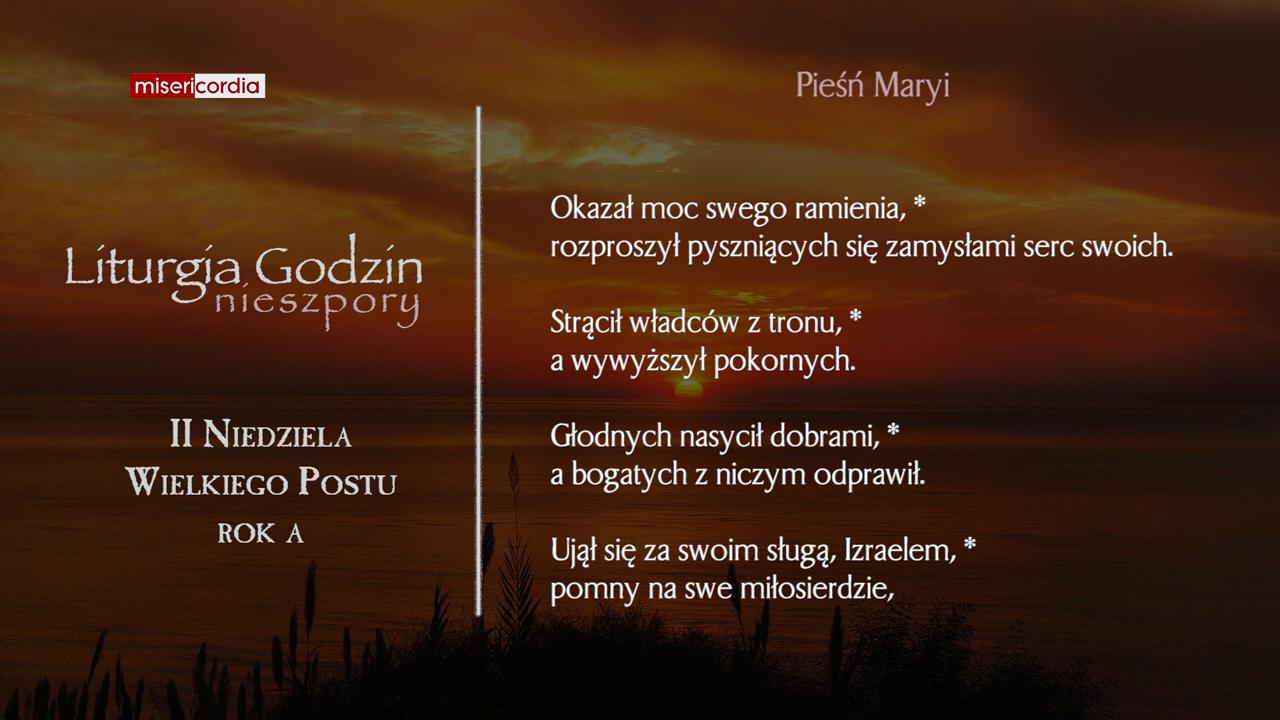 misericordia
Liturgia Godzin
nieszpory
II Niedziela
Wielkiego Postu
rok A
Pieśń Maryi
Okazał moc swego ramienia, *
rozproszył pyszniących się zamysłami serc swoich.
Strącił władców z tronu, *
a wywyższył pokornych.
Głodnych nasycił dobrami, *
a bogatych z niczym odprawił.
Ujął się za swoim sługą, Izraelem, *
pomny na swe miłosierdzie,